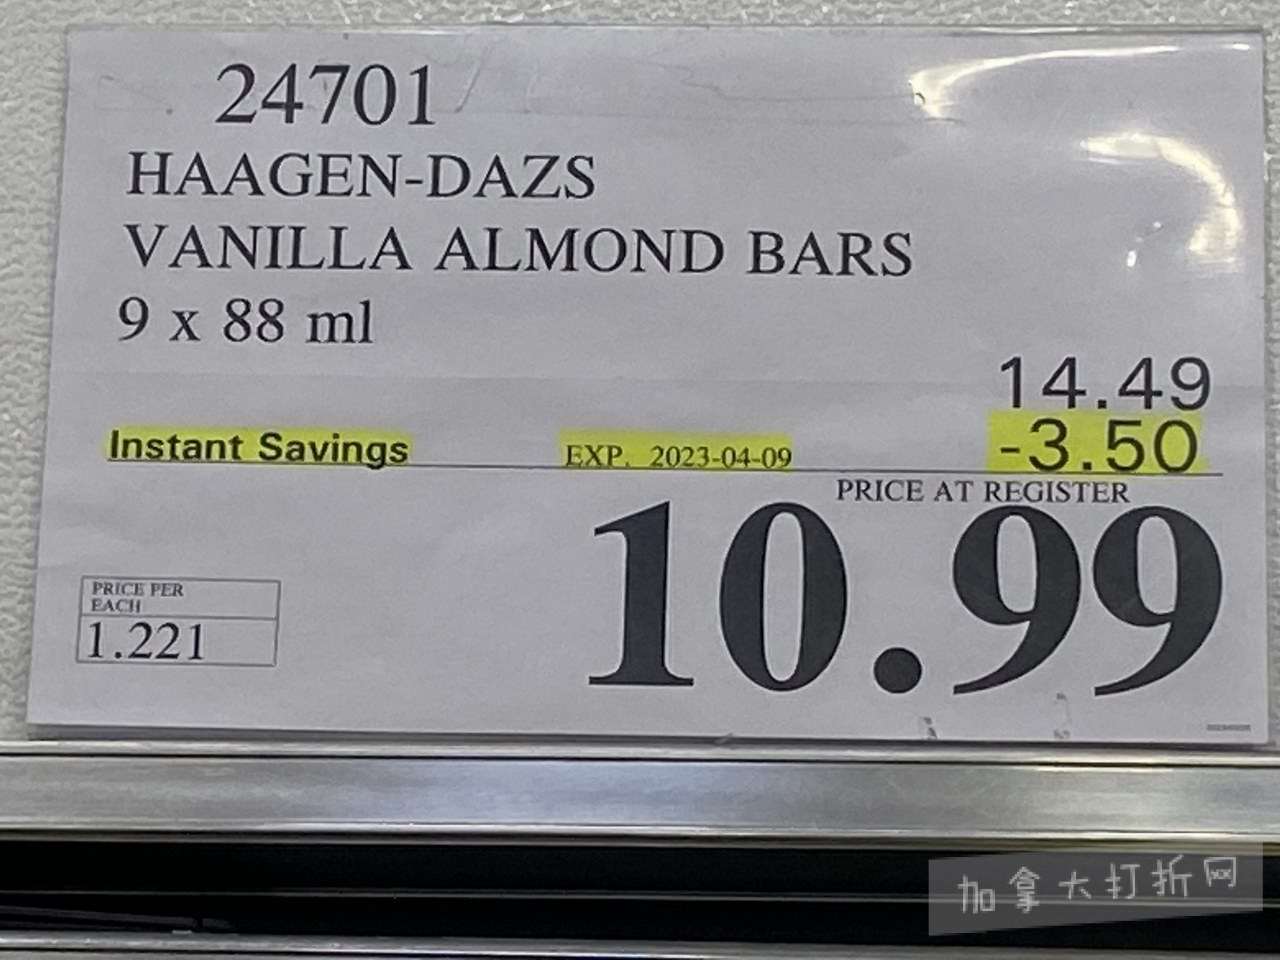 24701
HAAGEN-DAZS
VANILLA ALMOND BARS
9 x 88 ml
14.49
Instant Savings EXP. 2023-04-09 -3.50
PRICE AT REGISTER
10.99
PRICE PER
EACH
1.221
加拿大打折网